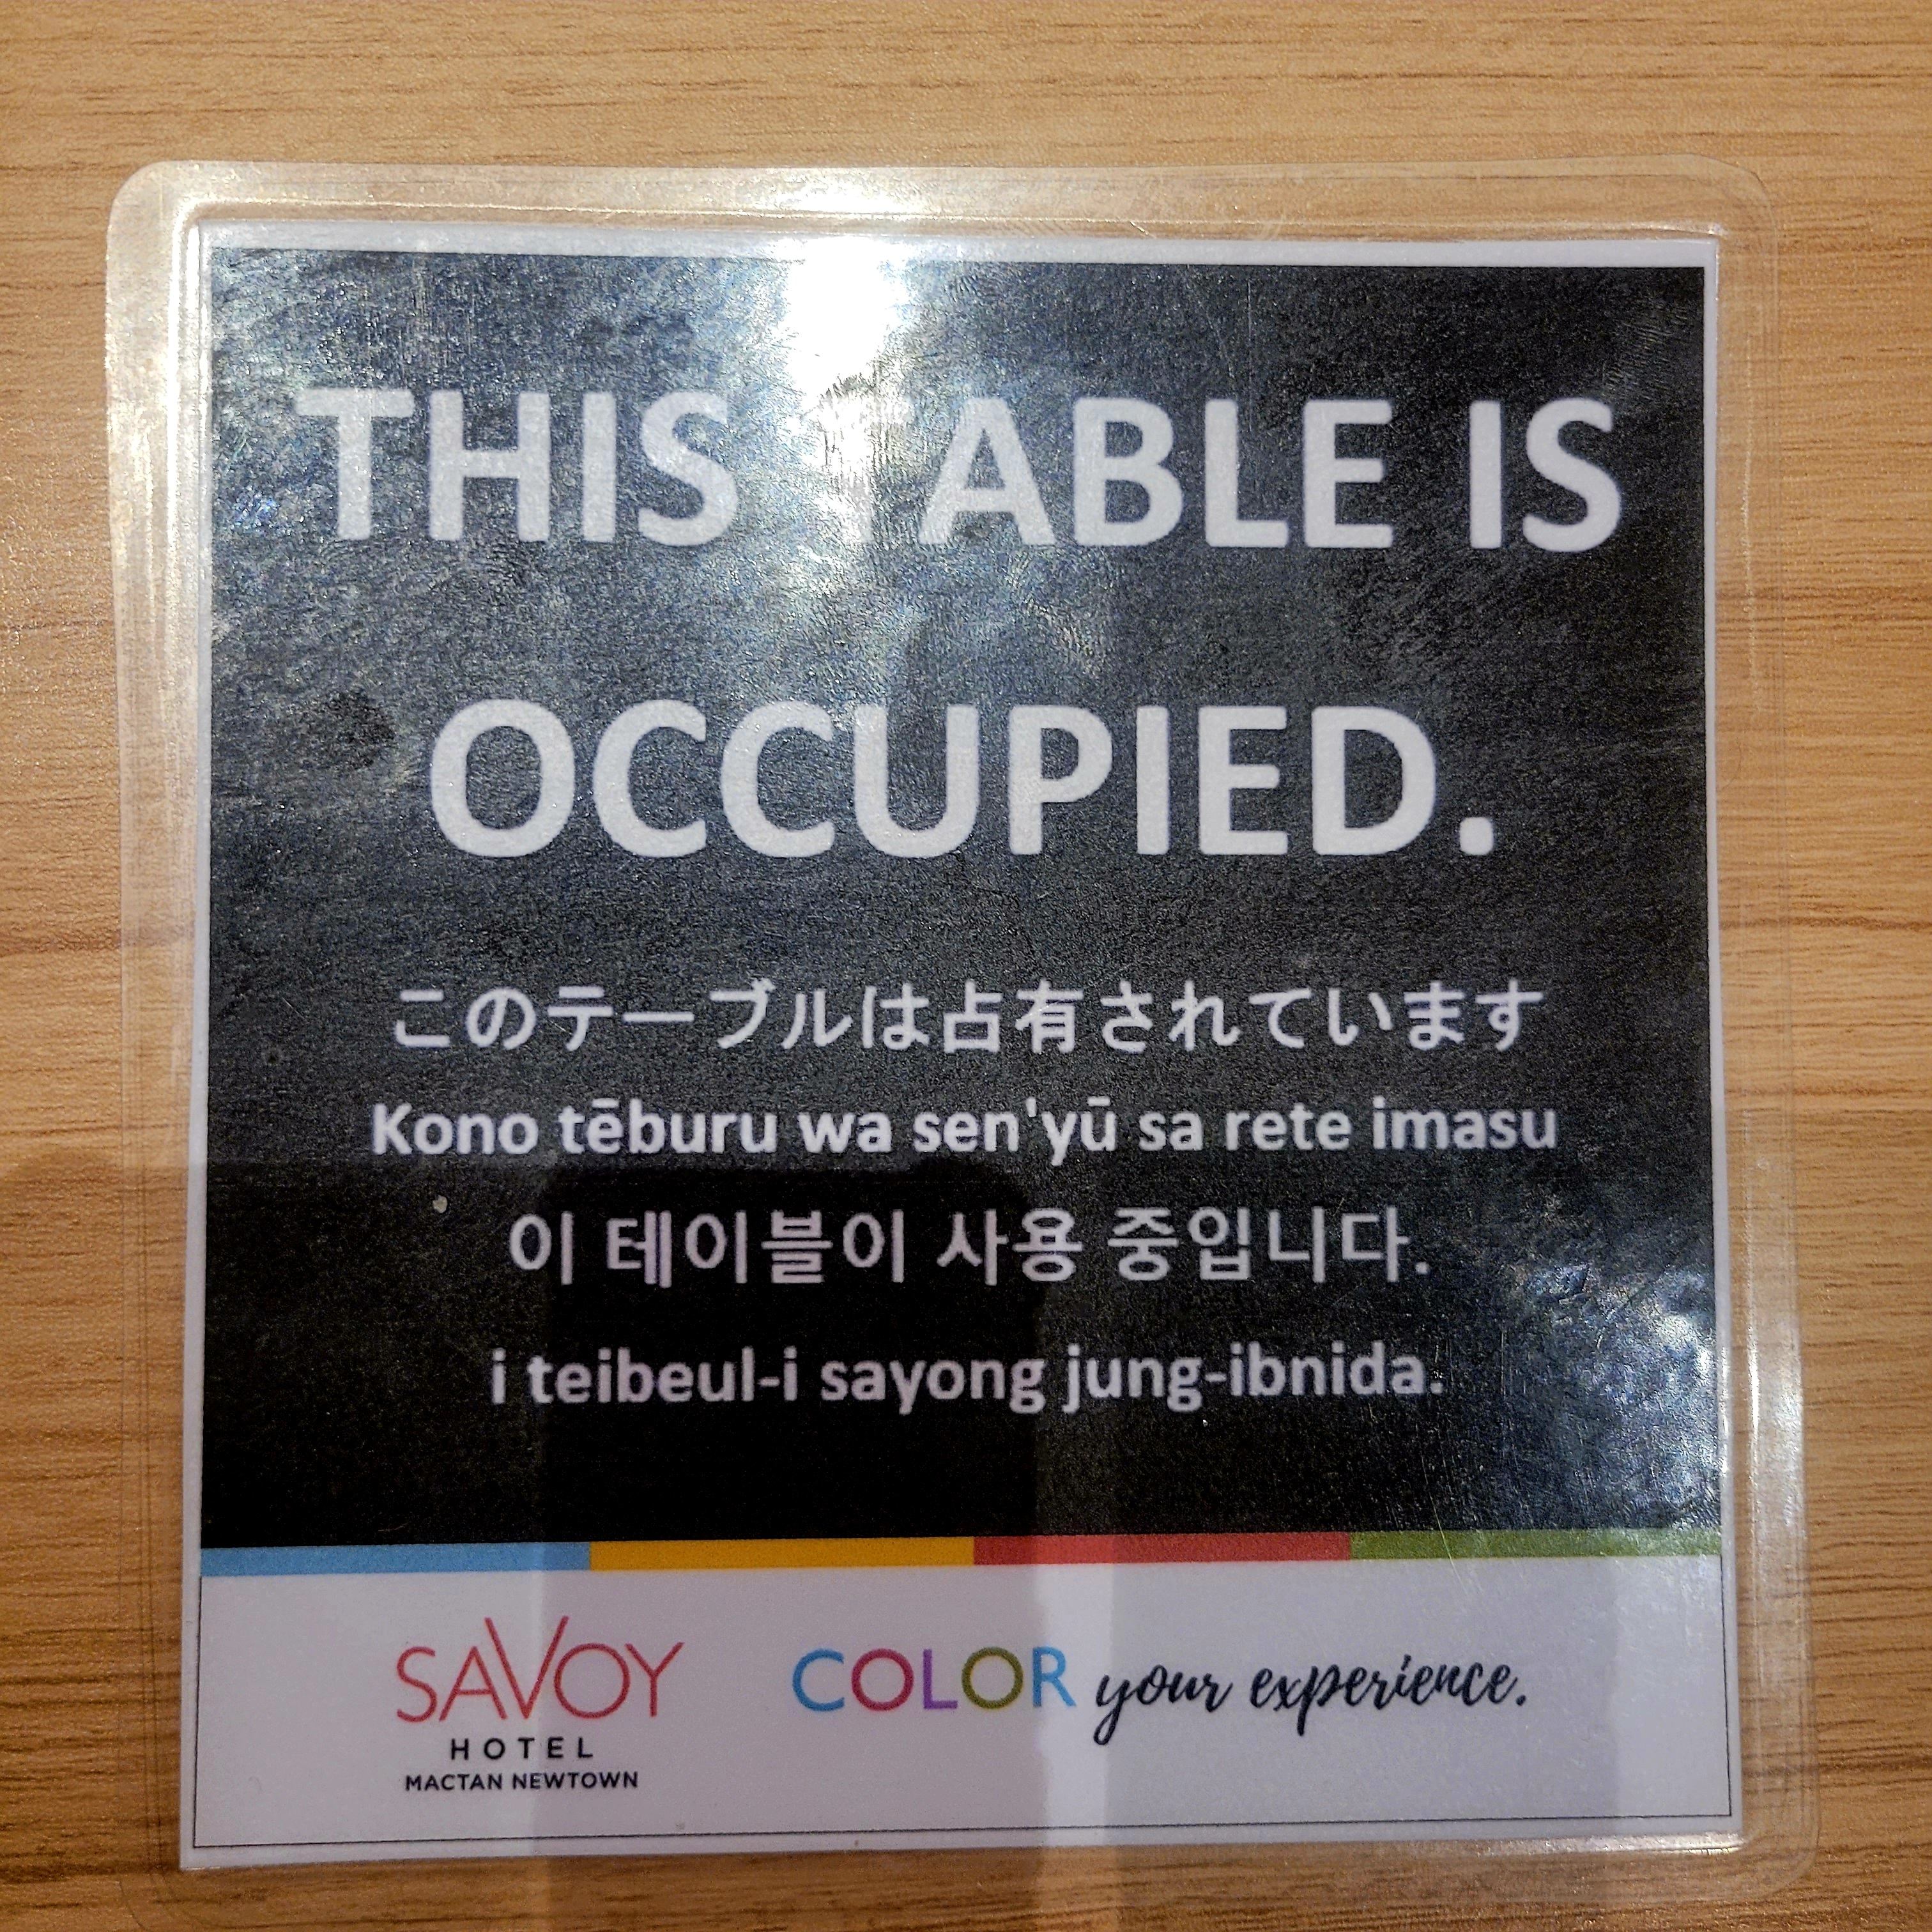 THIS TABLE IS
OCCUPIED.
このテーブルは占有されています
Kono tēburu wa sen'yū sa rete imasu
이 테이블이 사용 중입니다.
i teibeul-i sayong jung-ibnida.
SAVOY
HOTEL
MACTAN NEWTOWN
COLOR your experience.